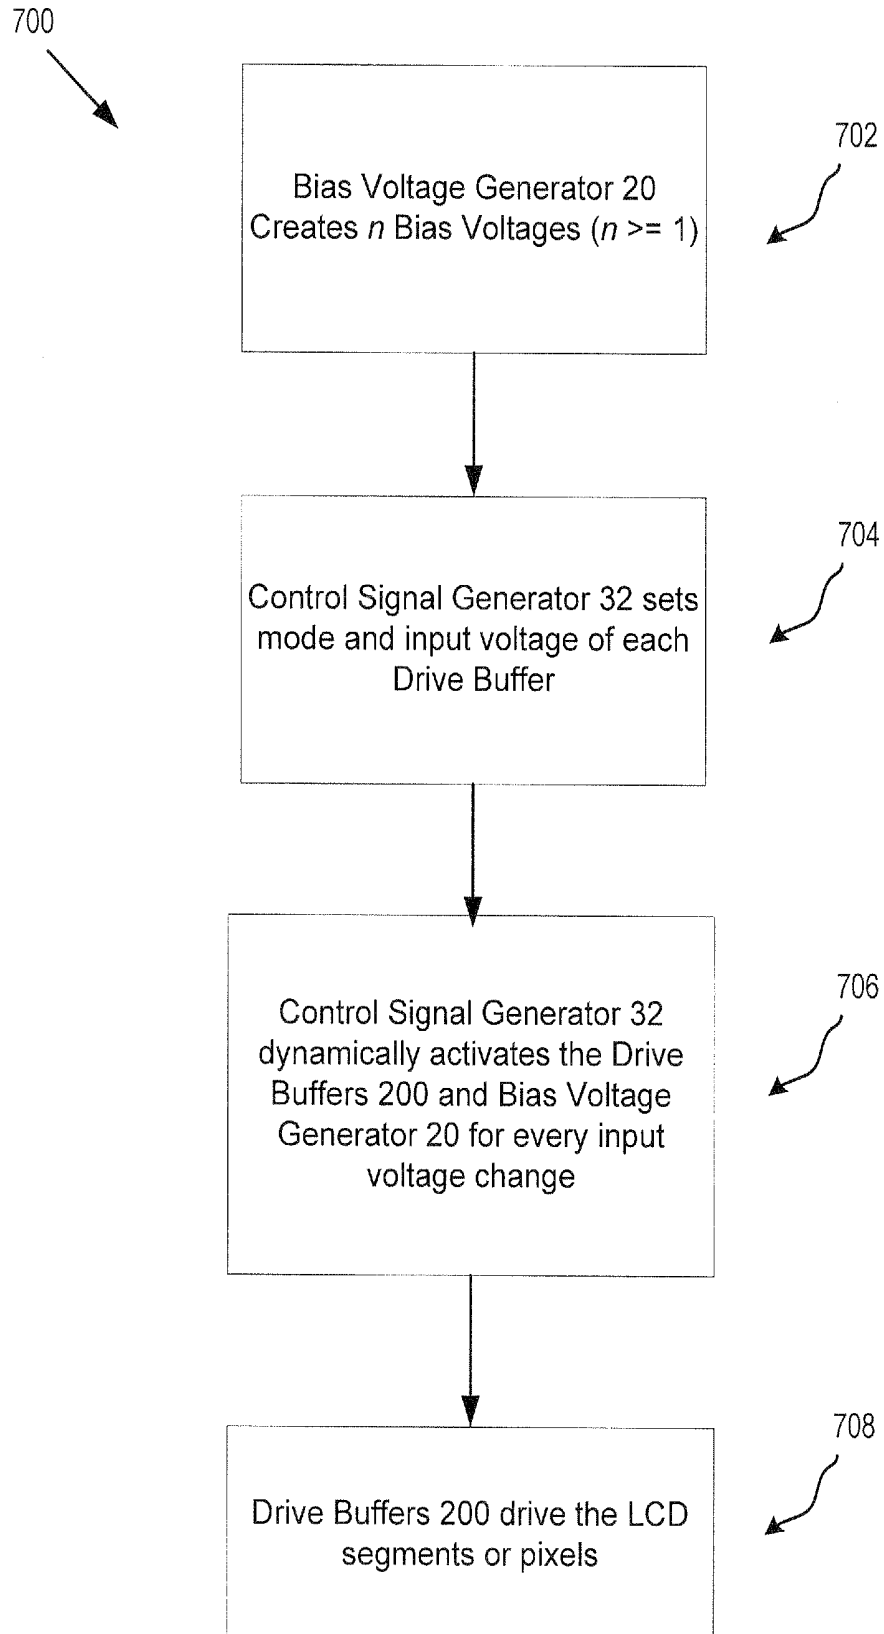 700
Bias Voltage Generator 20
Creates n Bias Voltages (n >= 1)
702
Control Signal Generator 32 sets
mode and input voltage of each
Drive Buffer
704
Control Signal Generator 32
dynamically activates the Drive
Buffers 200 and Bias Voltage
Generator 20 for every input
voltage change
706
Drive Buffers 200 drive the LCD
segments or pixels
708